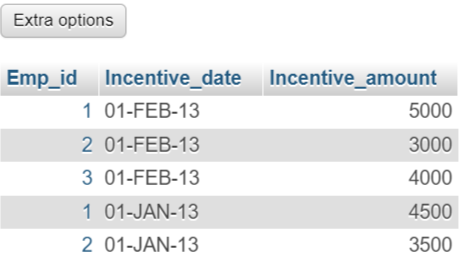 Extra options
Emp_id Incentive_date Incentive_amount
1 01-FEB-13 5000
2 01-FEB-13 3000
3 01-FEB-13 4000
1 01-JAN-13 4500
2 01-JAN-13 3500